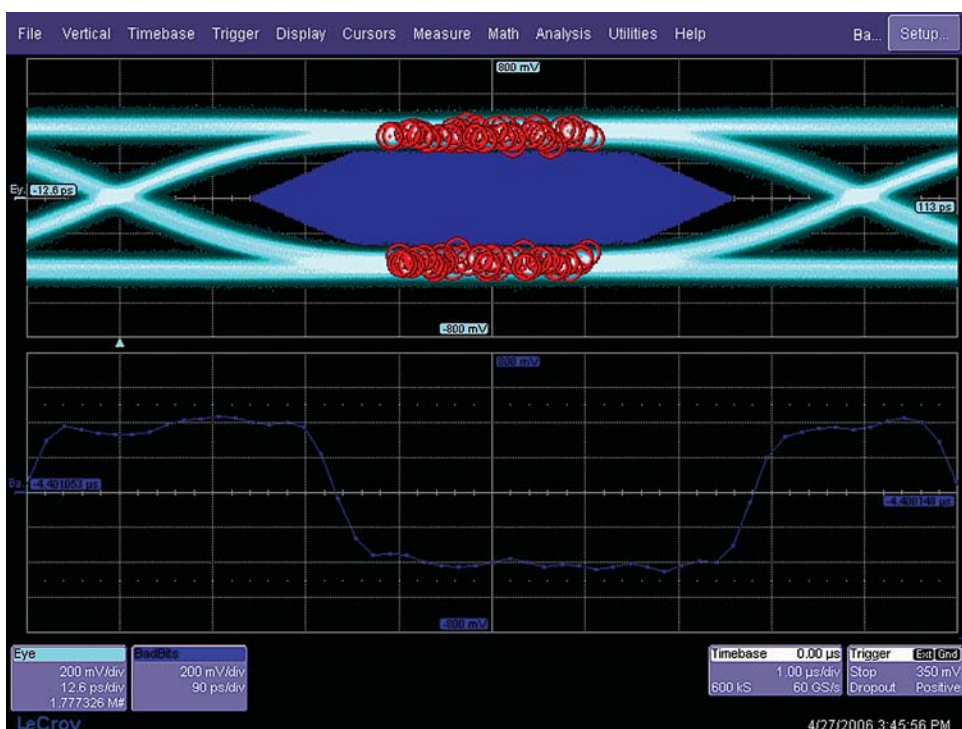 File Vertical Timebase Trigger Display Cursors Measure Math Analysis Utilities Help Ba... Setup...
800 mV
Ey. -12.6 ps
113 ps
-800 mV
800 mV
Ba. -4.401053 µs
-4.400148 µs
-800 mV
Eye BadBits Timebase 0.00 µs Trigger Ext Gnd
200 mV/div 200 mV/div 1.00 µs/div Stop 350 mV
12.6 ps/div 90 ps/div 600 kS 60 GS/s Dropout Positive
1.777326 M#
LeCroy 4/27/2006 3:45:56 PM